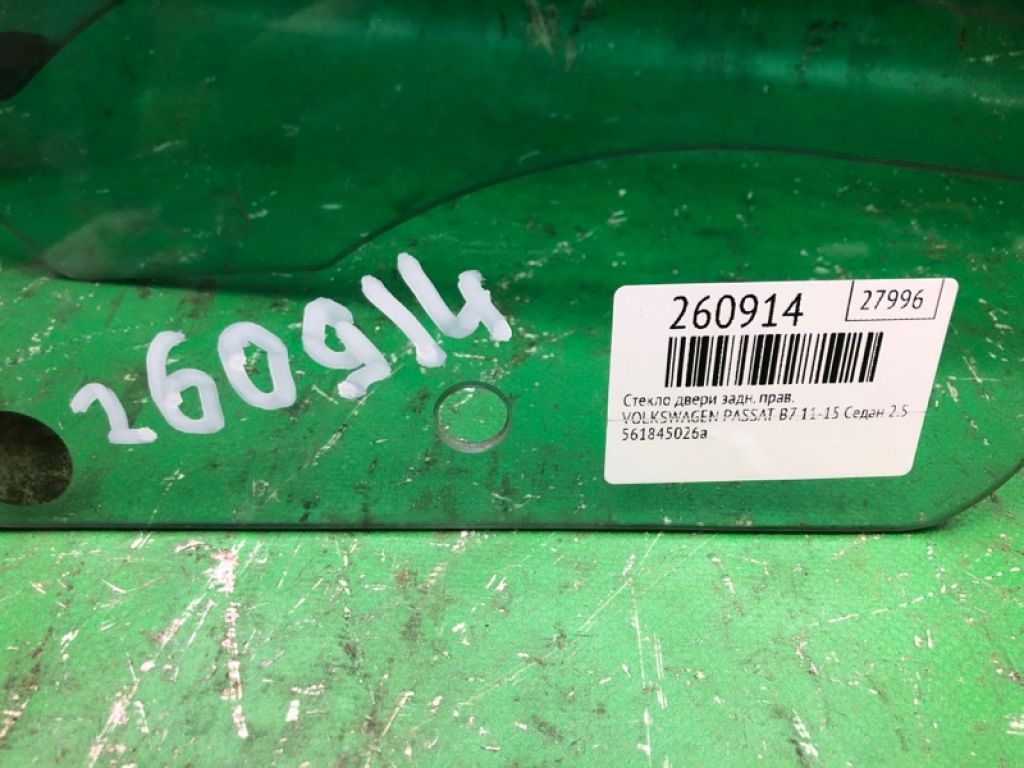 260914
260914
27996
Стекло двери задн. прав.
VOLKSWAGEN PASSAT B7 11-15 Седан 2.5
561845026a